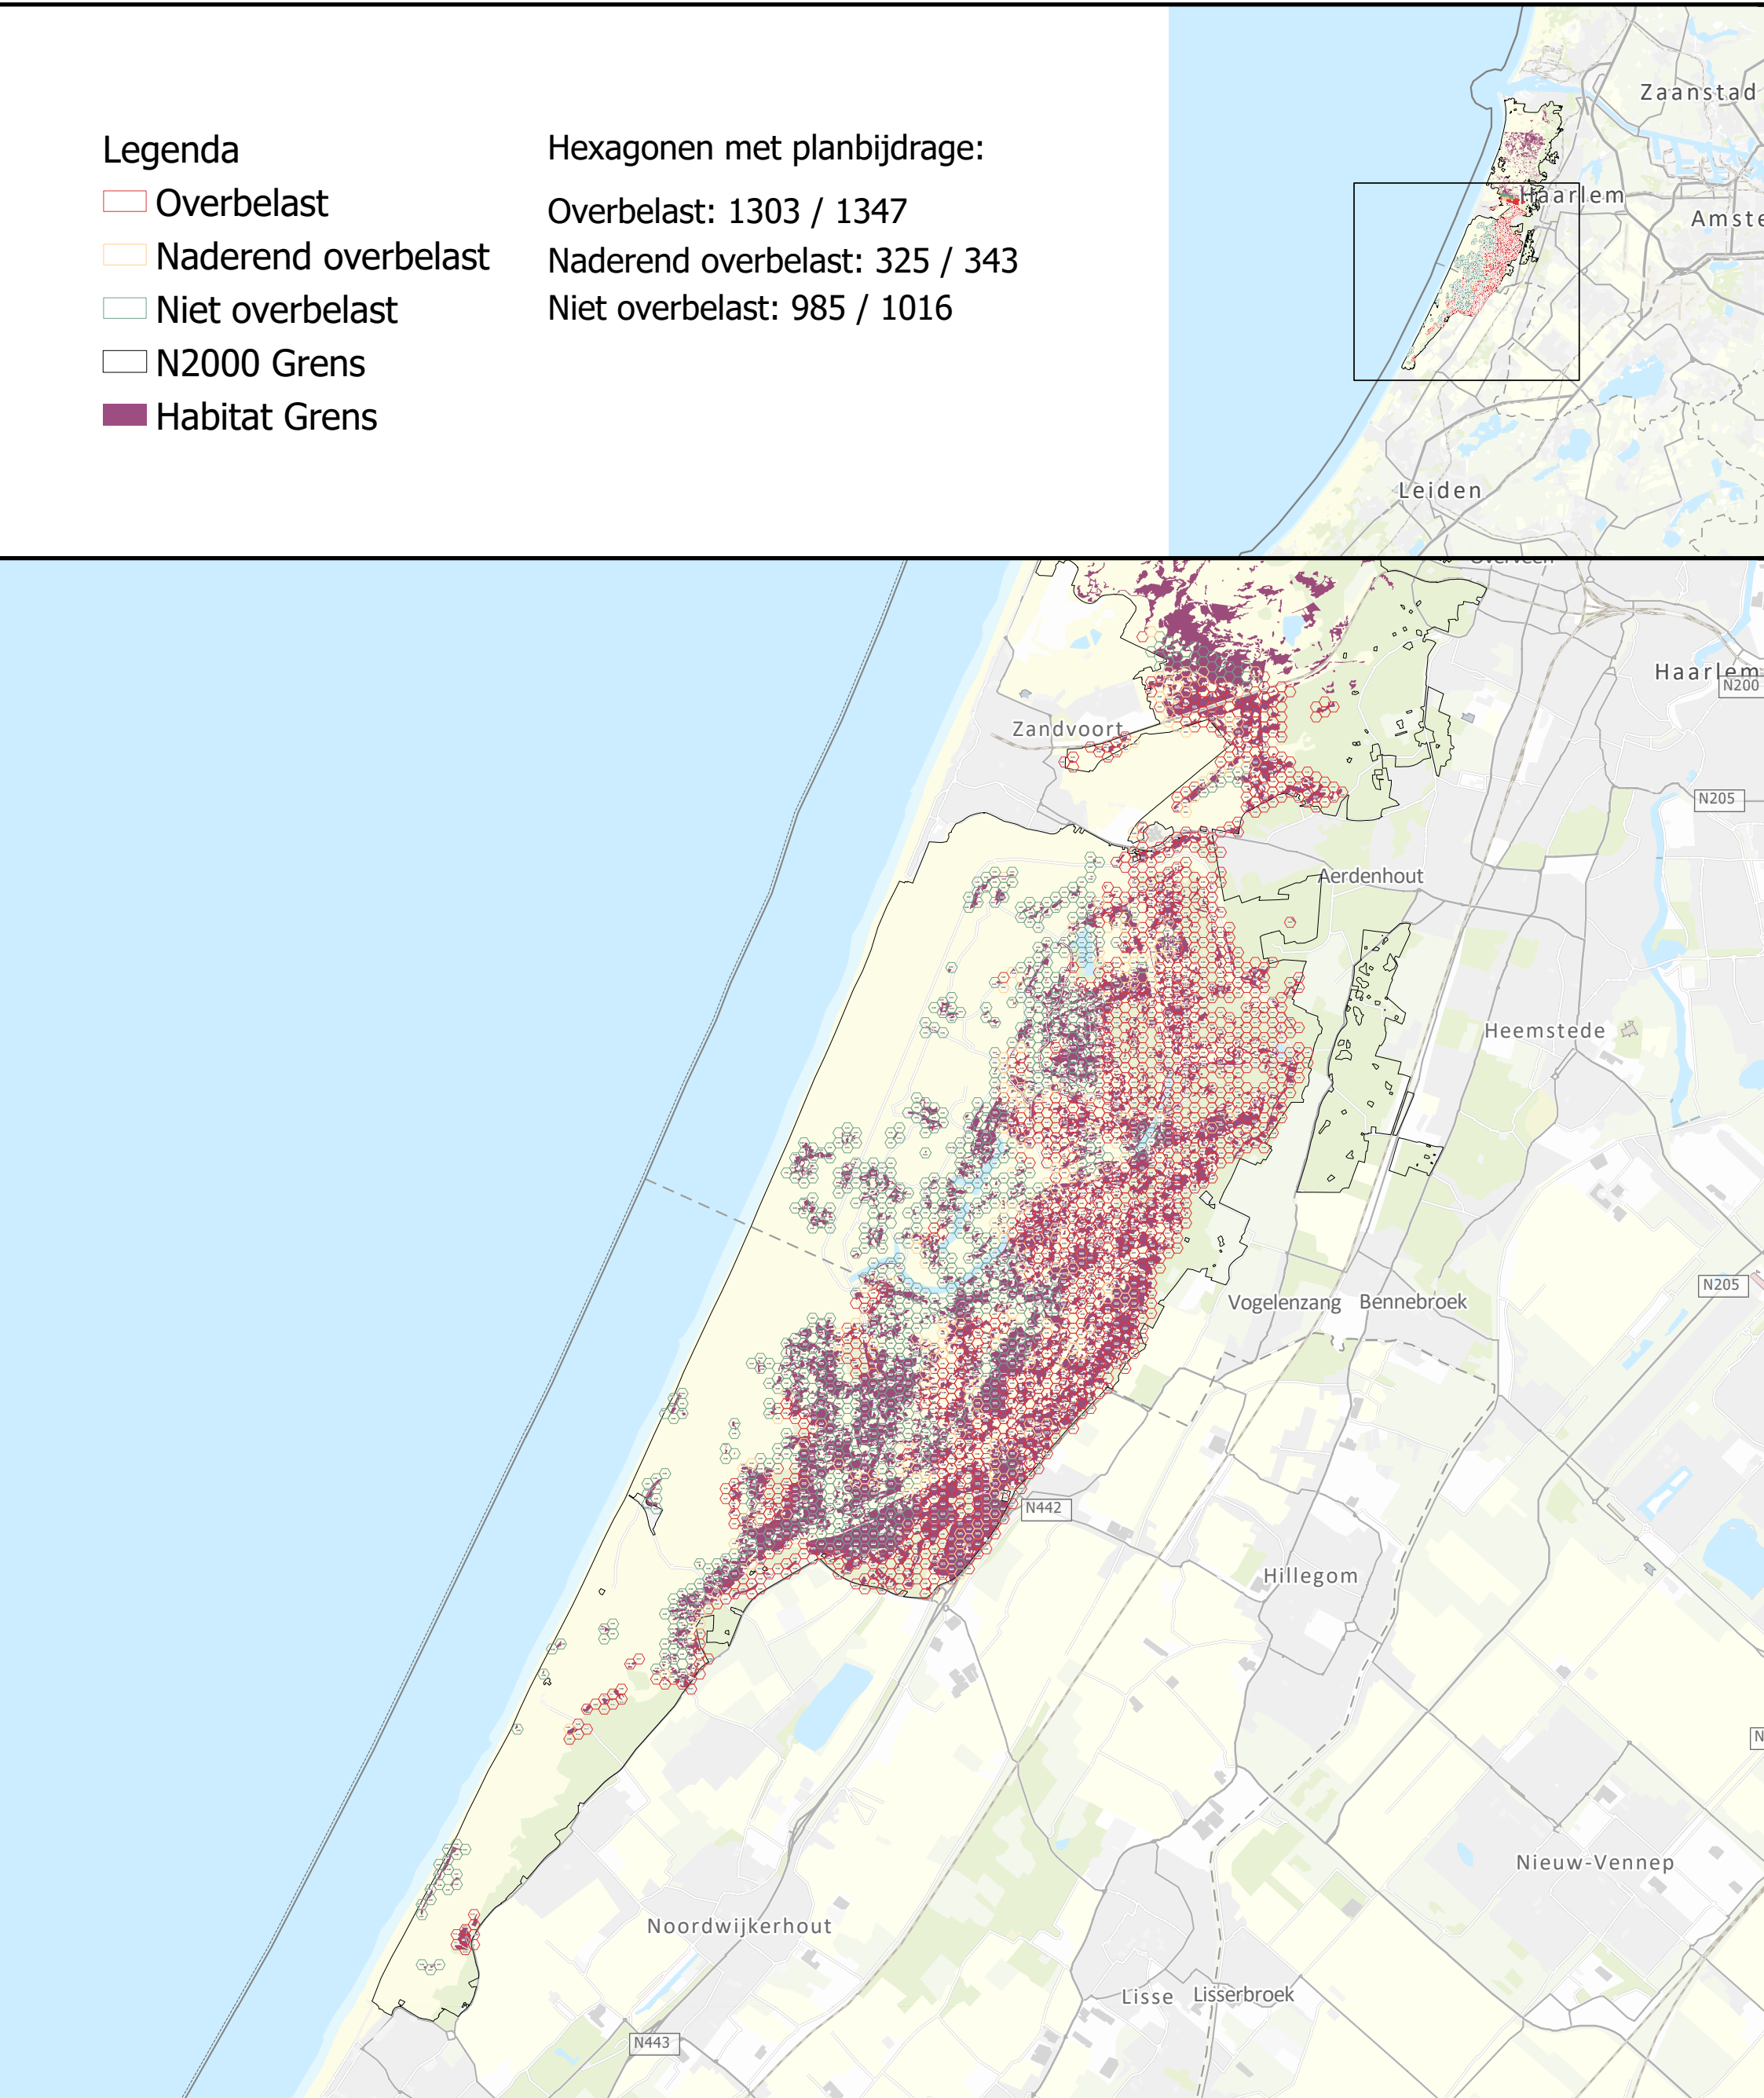 Legenda
Overbelast
Naderend overbelast
Niet overbelast
N2000 Grens
Habitat Grens
Hexagonen met planbijdrage:
Overbelast: 1303 / 1347
Naderend overbelast: 325 / 343
Niet overbelast: 985 / 1016
Zaanstad
Haarlem
Amste
Leiden
Overveen
Haarlem
N200
Zandvoort
N205
Aerdenhout
Heemstede
N205
Vogelenzang
Bennebroek
N442
Hillegom
N
Nieuw-Vennep
Noordwijkerhout
Lisse
Lisserbroek
N443